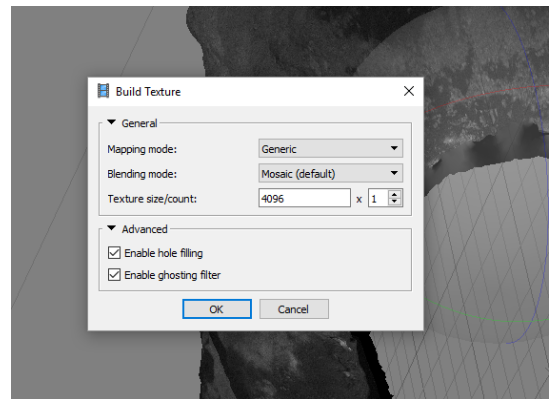 Build Texture
General
Mapping mode: Generic
Blending mode: Mosaic (default)
Texture size/count: 4096 x 1
Advanced
Enable hole filling
Enable ghosting filter
OK Cancel